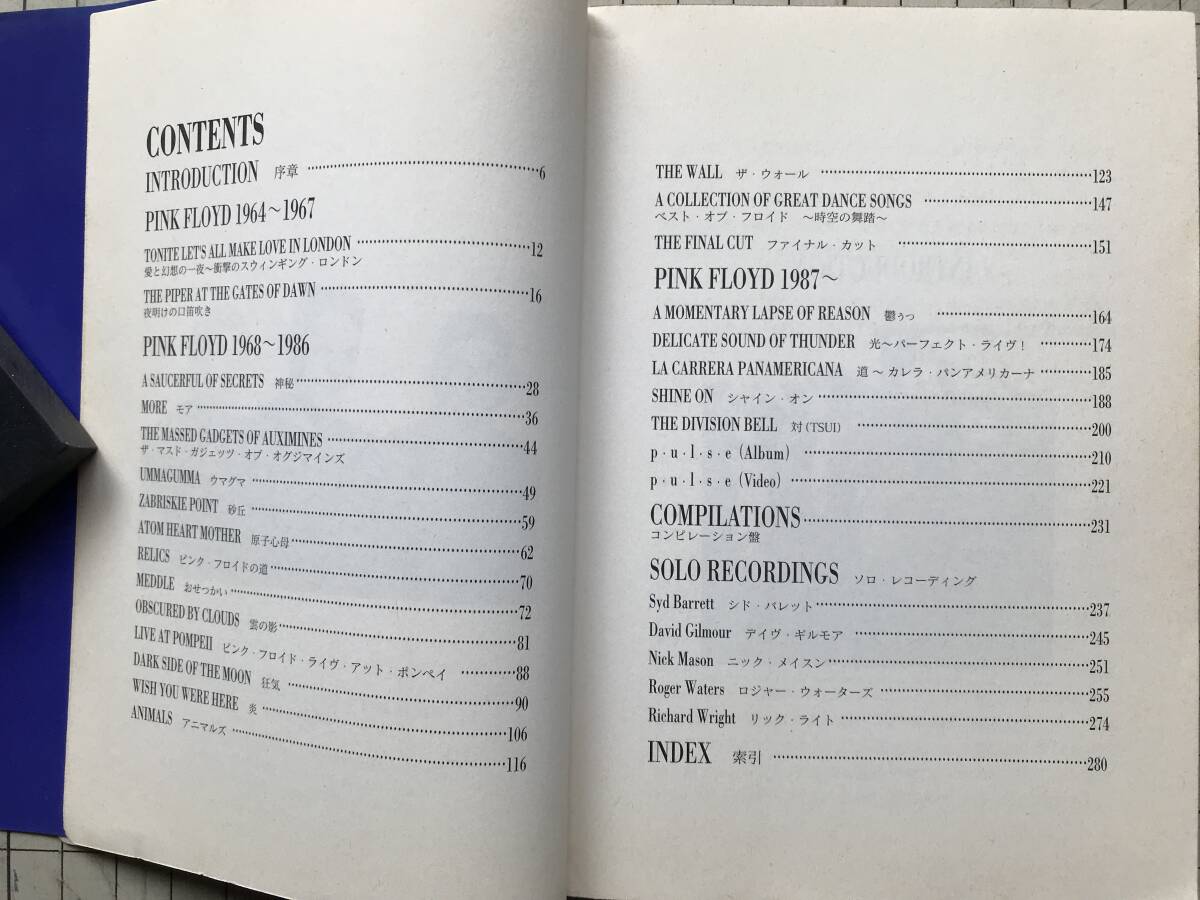 CONTENTS
INTRODUCTION 序章 6
PINK FLOYD 1964〜1967
TONITE LET'S ALL MAKE LOVE IN LONDON 12
愛と幻想の一夜〜衝撃のスウィンギング・ロンドン
THE PIPER AT THE GATES OF DAWN 16
夜明けの口笛吹き
PINK FLOYD 1968〜1986
A SAUCERFUL OF SECRETS 神秘 28
MORE モア 36
THE MASSED GADGETS OF AUXIMINES 44
ザ・マスド・ガジェッツ・オブ・オグジマインズ
UMMAGUMMA ウマグマ 49
ZABRISKIE POINT 砂丘 59
ATOM HEART MOTHER 原子心母 62
RELICS ピンク・フロイドの道 70
MEDDLE おせっかい 72
OBSCURED BY CLOUDS 雲の影 81
LIVE AT POMPEII ピンク・フロイド・ライヴ・アット・ポンペイ 88
DARK SIDE OF THE MOON 狂気 90
WISH YOU WERE HERE 炎 106
ANIMALS アニマルズ 116
THE WALL ザ・ウォール 123
A COLLECTION OF GREAT DANCE SONGS 147
ベスト・オブ・フロイド 〜時空の舞踏〜
THE FINAL CUT ファイナル・カット 151
PINK FLOYD 1987〜
A MOMENTARY LAPSE OF REASON 鬱うつ 164
DELICATE SOUND OF THUNDER 光〜パーフェクト・ライヴ! 174
LA CARRERA PANAMERICANA 道〜カレラ・パンアメリカーナ 185
SHINE ON シャイン・オン 188
THE DIVISION BELL 対(TSUI) 200
p・u・l・s・e (Album) 210
p・u・l・s・e (Video) 221
COMPILATIONS 231
コンピレーション盤
SOLO RECORDINGS ソロ・レコーディング
Syd Barrett シド・バレット 237
David Gilmour デイヴ・ギルモア 245
Nick Mason ニック・メイスン 251
Roger Waters ロジャー・ウォーターズ 255
Richard Wright リック・ライト 274
INDEX 索引 280